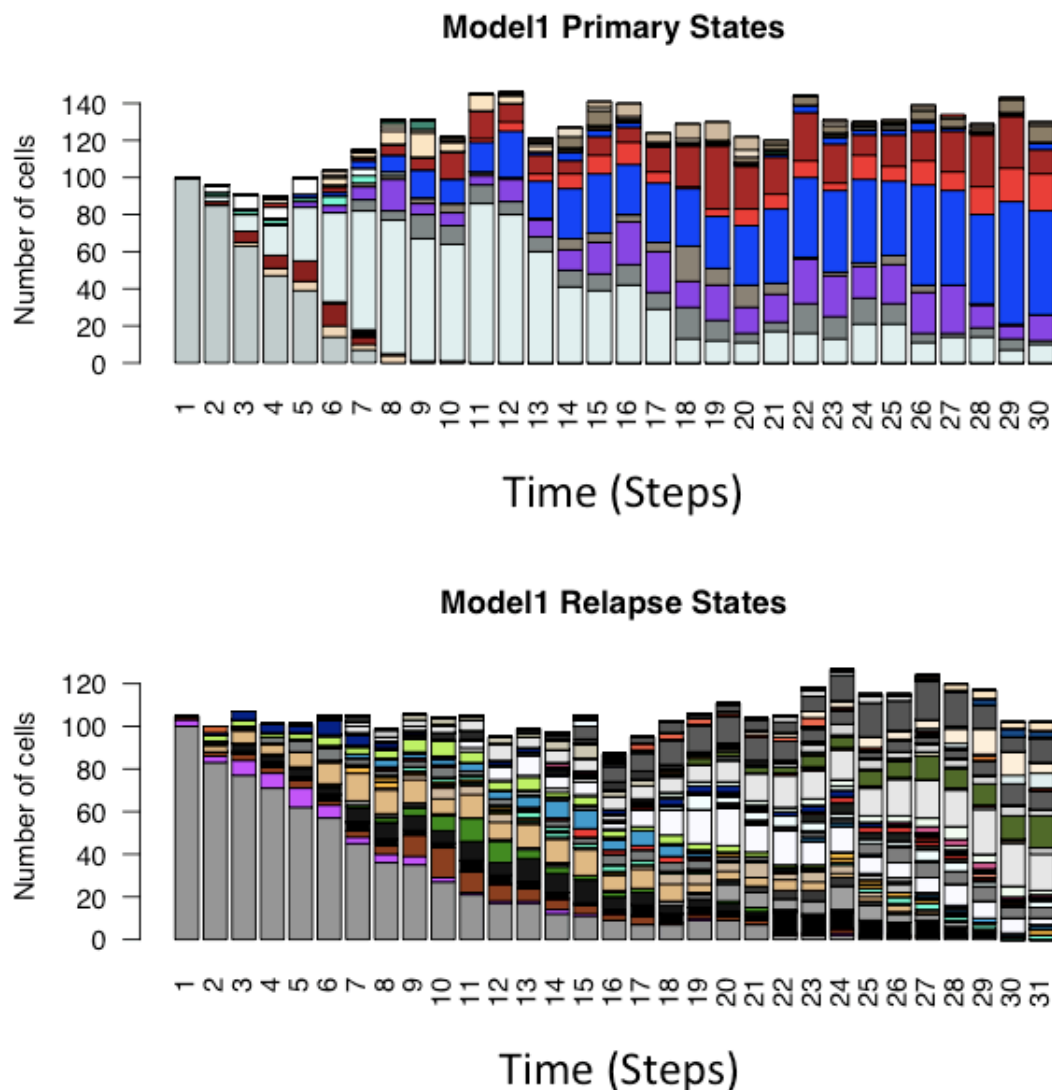 Model1 Primary States
Number of cells
140
120
100
80
60
40
20
0
1 2 3 4 5 6 7 8 9 10 11 12 13 14 15 16 17 18 19 20 21 22 23 24 25 26 27 28 29 30
Time (Steps)
Model1 Relapse States
Number of cells
120
100
80
60
40
20
0
1 2 3 4 5 6 7 8 9 10 11 12 13 14 15 16 17 18 19 20 21 22 23 24 25 26 27 28 29 30 31
Time (Steps)